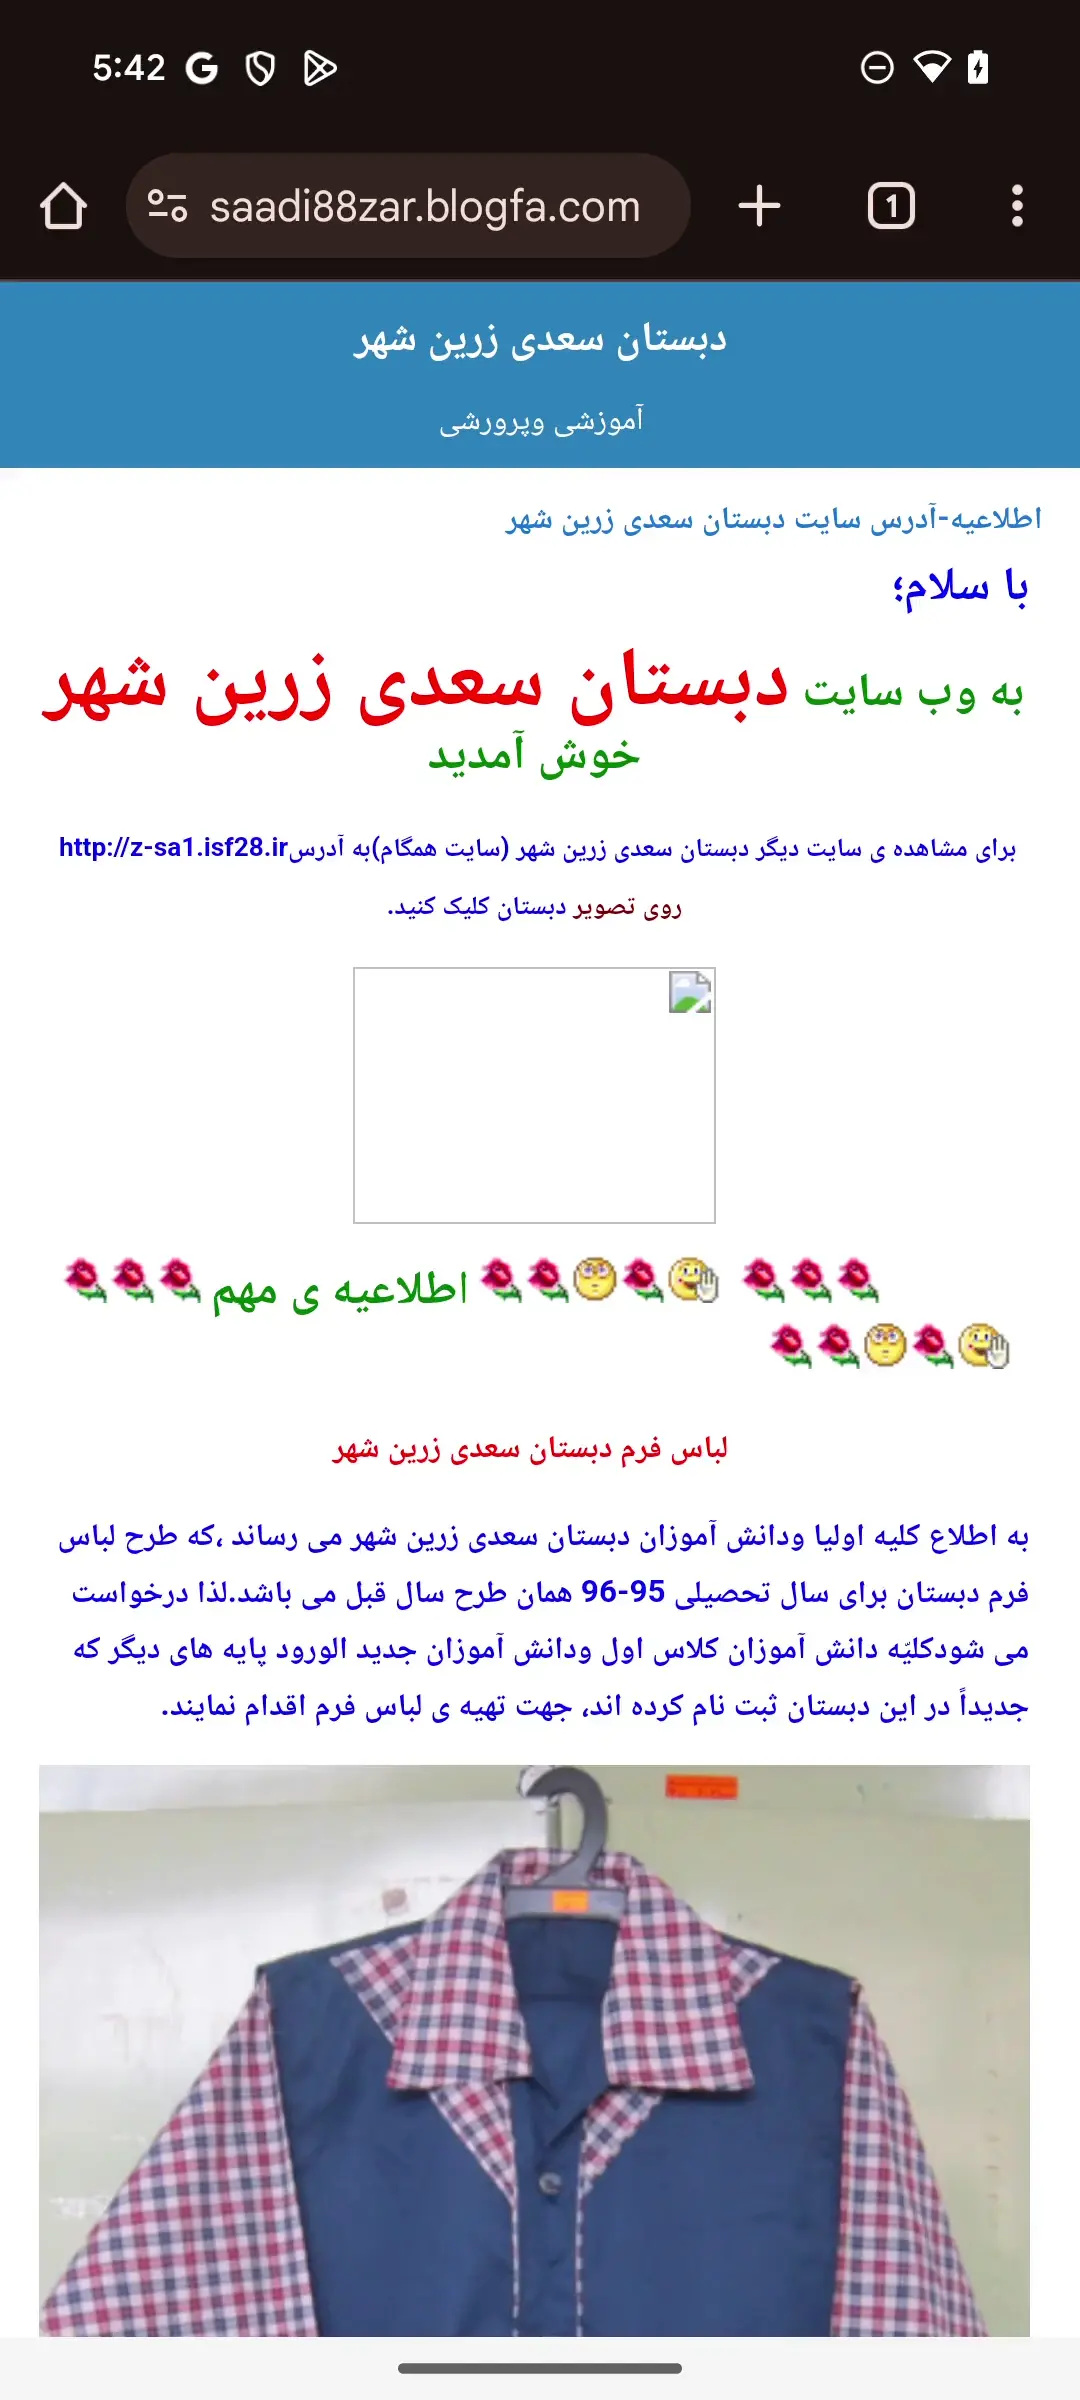 5:42
saadi88zar.blogfa.com
1
دبستان سعدی زرین شهر
آموزشی وپرورشی
اطلاعیه-آدرس سایت دبستان سعدی زرین شهر
با سلام؛
به وب سایت دبستان سعدی زرین شهر
خوش آمدید
برای مشاهده ی سایت دیگر دبستان سعدی زرین شهر (سایت همگام)به آدرسhttp://z-sa1.isf28.ir
روی تصویر دبستان کلیک کنید.
اطلاعیه ی مهم
لباس فرم دبستان سعدی زرین شهر
به اطلاع کلیه اولیا ودانش آموزان دبستان سعدی زرین شهر می رساند ،که طرح لباس
فرم دبستان برای سال تحصیلی 95-96 همان طرح سال قبل می باشد.لذا درخواست
می شودکلیّه دانش آموزان کلاس اول ودانش آموزان جدید الورود پایه های دیگر که
جدیداً در این دبستان ثبت نام کرده اند، جهت تهیه ی لباس فرم اقدام نمایند.